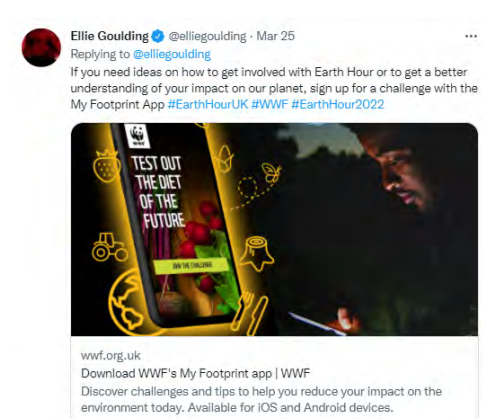 Ellie Goulding @elliegoulding · Mar 25
Replying to @elliegoulding
If you need ideas on how to get involved with Earth Hour or to get a better
understanding of your impact on our planet, sign up for a challenge with the
My Footprint App #EarthHourUK #WWF #EarthHour2022
WWF
TEST OUT
THE DIET
OF THE
FUTURE
JOIN THE CHALLENGE
wwf.org.uk
Download WWF's My Footprint app | WWF
Discover challenges and tips to help you reduce your impact on the
environment today. Available for IOS and Android devices.